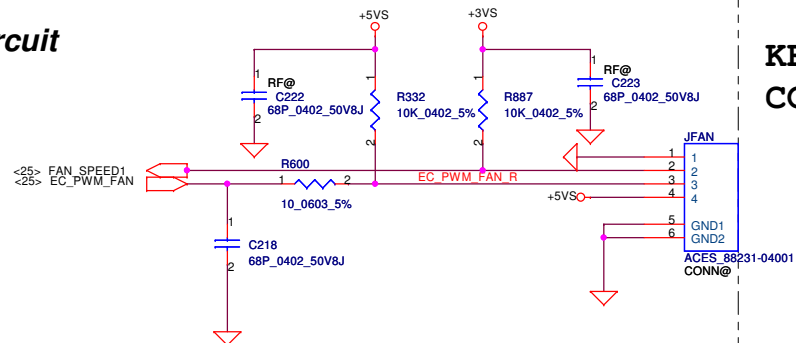 rcuit
+5VS
+3VS
KB
CO
1
RF@
C222
68P_0402_50V8J
2
1
R332
10K_0402_5%
2
1
R887
10K_0402_5%
2
1
RF@
C223
68P_0402_50V8J
2
JFAN
<25> FAN_SPEED1
<25> EC_PWM_FAN
R600
1
2
10_0603_5%
EC_PWM_FAN_R
+5VS
1
2
3
4
5
6
1
2
3
4
GND1
GND2
ACES_88231-04001
CONN@
1
C218
68P_0402_50V8J
2